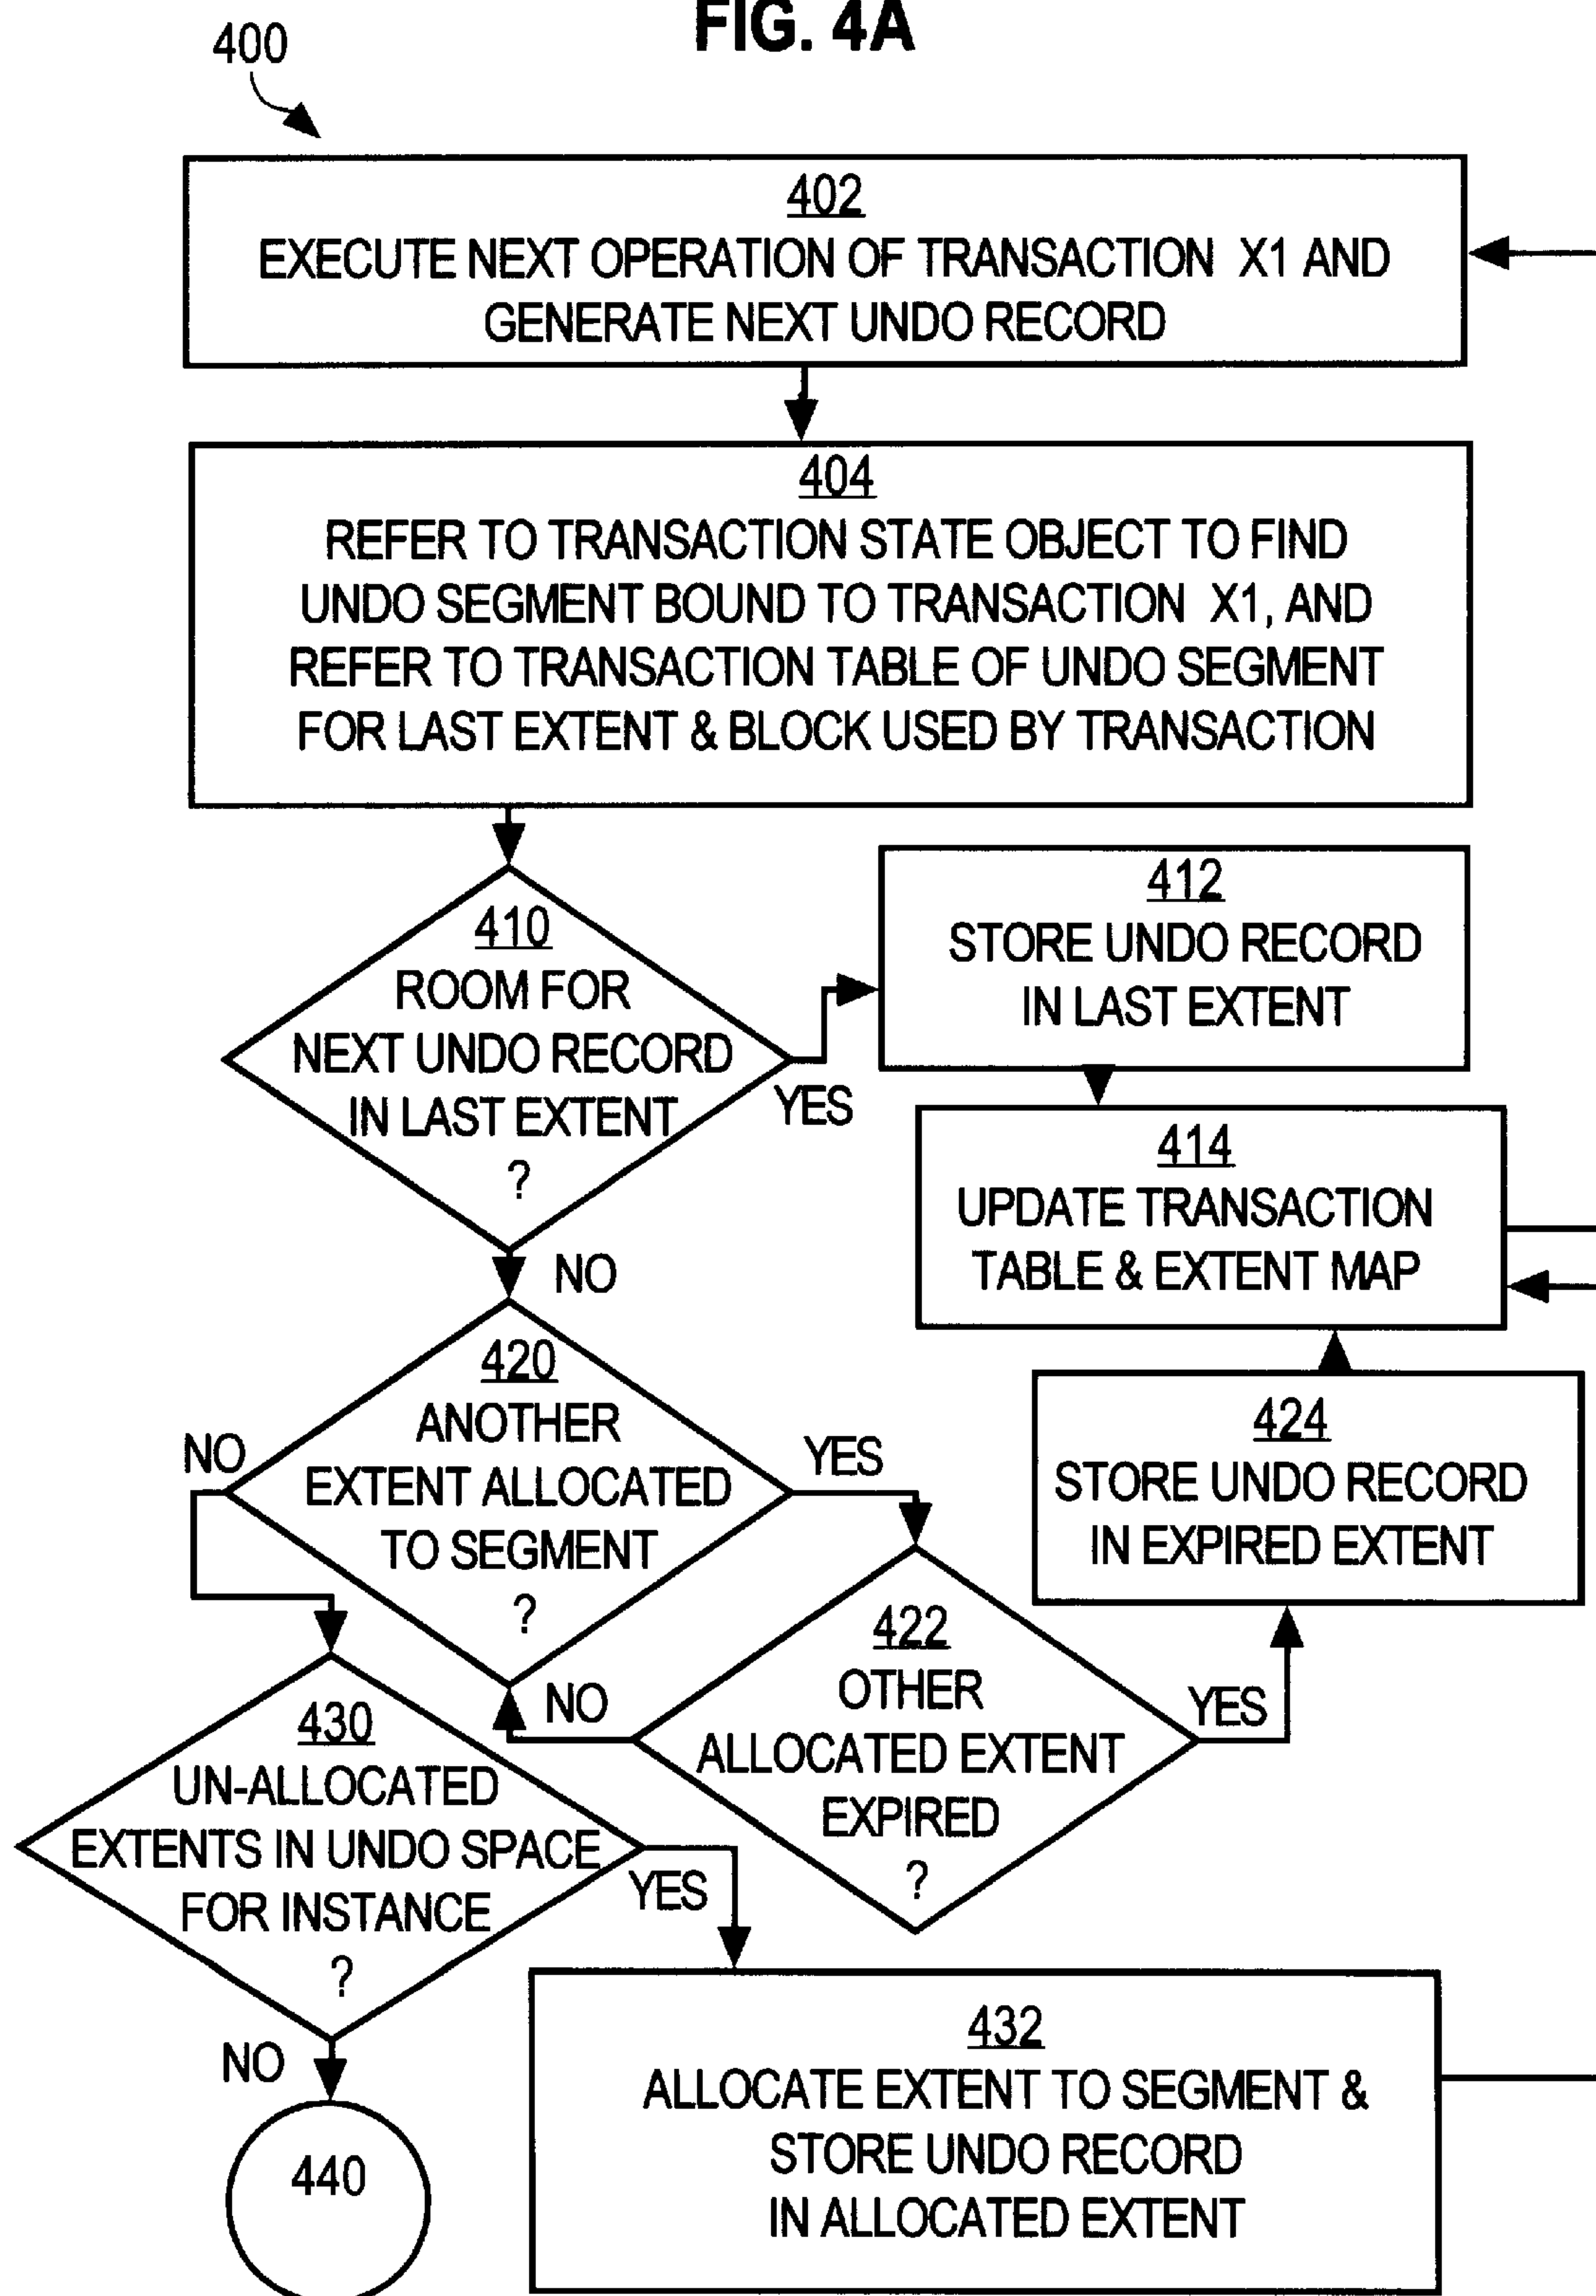 FIG. 4A
400
402
EXECUTE NEXT OPERATION OF TRANSACTION X1 AND
GENERATE NEXT UNDO RECORD
404
REFER TO TRANSACTION STATE OBJECT TO FIND
UNDO SEGMENT BOUND TO TRANSACTION X1, AND
REFER TO TRANSACTION TABLE OF UNDO SEGMENT
FOR LAST EXTENT & BLOCK USED BY TRANSACTION
410
ROOM FOR
NEXT UNDO RECORD
IN LAST EXTENT
?
YES
412
STORE UNDO RECORD
IN LAST EXTENT
414
UPDATE TRANSACTION
TABLE & EXTENT MAP
NO
420
ANOTHER
EXTENT ALLOCATED
TO SEGMENT
?
NO
YES
424
STORE UNDO RECORD
IN EXPIRED EXTENT
422
OTHER
ALLOCATED EXTENT
EXPIRED
?
NO
YES
430
UN-ALLOCATED
EXTENTS IN UNDO SPACE
FOR INSTANCE
?
YES
NO
432
ALLOCATE EXTENT TO SEGMENT &
STORE UNDO RECORD
IN ALLOCATED EXTENT
440